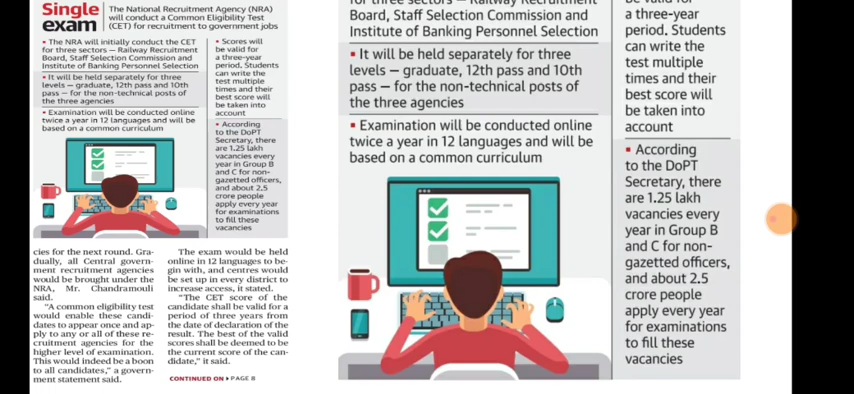 Single
exam
The National Recruitment Agency (NRA)
will conduct a Common Eligibility Test
(CET) for recruitment to government jobs
• The NRA will initially conduct the CET
for three sectors — Railway Recruitment
Board, Staff Selection Commission and
Institute of Banking Personnel Selection
• It will be held separately for three
levels — graduate, 12th pass and 10th
pass — for the non-technical posts of
the three agencies
• Examination will be conducted online
twice a year in 12 languages and will be
based on a common curriculum
• Scores will
be valid for
a three-year
period. Students
can write the
test multiple
times and their
best score will
be taken into
account
• According
to the DoPT
Secretary, there
are 1.25 lakh
vacancies every
year in Group B
and C for non-
gazetted officers,
and about 2.5
crore people
apply every year
for examinations
to fill these
vacancies
cies for the next round. Gra-
dually, all Central govern-
ment recruitment agencies
would be brought under the
NRA, Mr. Chandramouli
said.
"A common eligibility test
would enable these candi-
dates to appear once and ap-
ply to any or all of these re-
cruitment agencies for the
higher level of examination.
This would indeed be a boon
to all candidates," a govern-
ment statement said.
The exam would be held
online in 12 languages to be-
gin with, and centres would
be set up in every district to
increase access, it stated.
"The CET score of the
candidate shall be valid for a
period of three years from
the date of declaration of the
result. The best of the valid
scores shall be deemed to be
the current score of the can-
didate," it said.
CONTINUED ON ▸ PAGE 8
for three sectors — Railway Recruitment
Board, Staff Selection Commission and
Institute of Banking Personnel Selection
• It will be held separately for three
levels — graduate, 12th pass and 10th
pass — for the non-technical posts of
the three agencies
• Examination will be conducted online
twice a year in 12 languages and will be
based on a common curriculum
be valid for
a three-year
period. Students
can write the
test multiple
times and their
best score will
be taken into
account
• According
to the DoPT
Secretary, there
are 1.25 lakh
vacancies every
year in Group B
and C for non-
gazetted officers,
and about 2.5
crore people
apply every year
for examinations
to fill these
vacancies